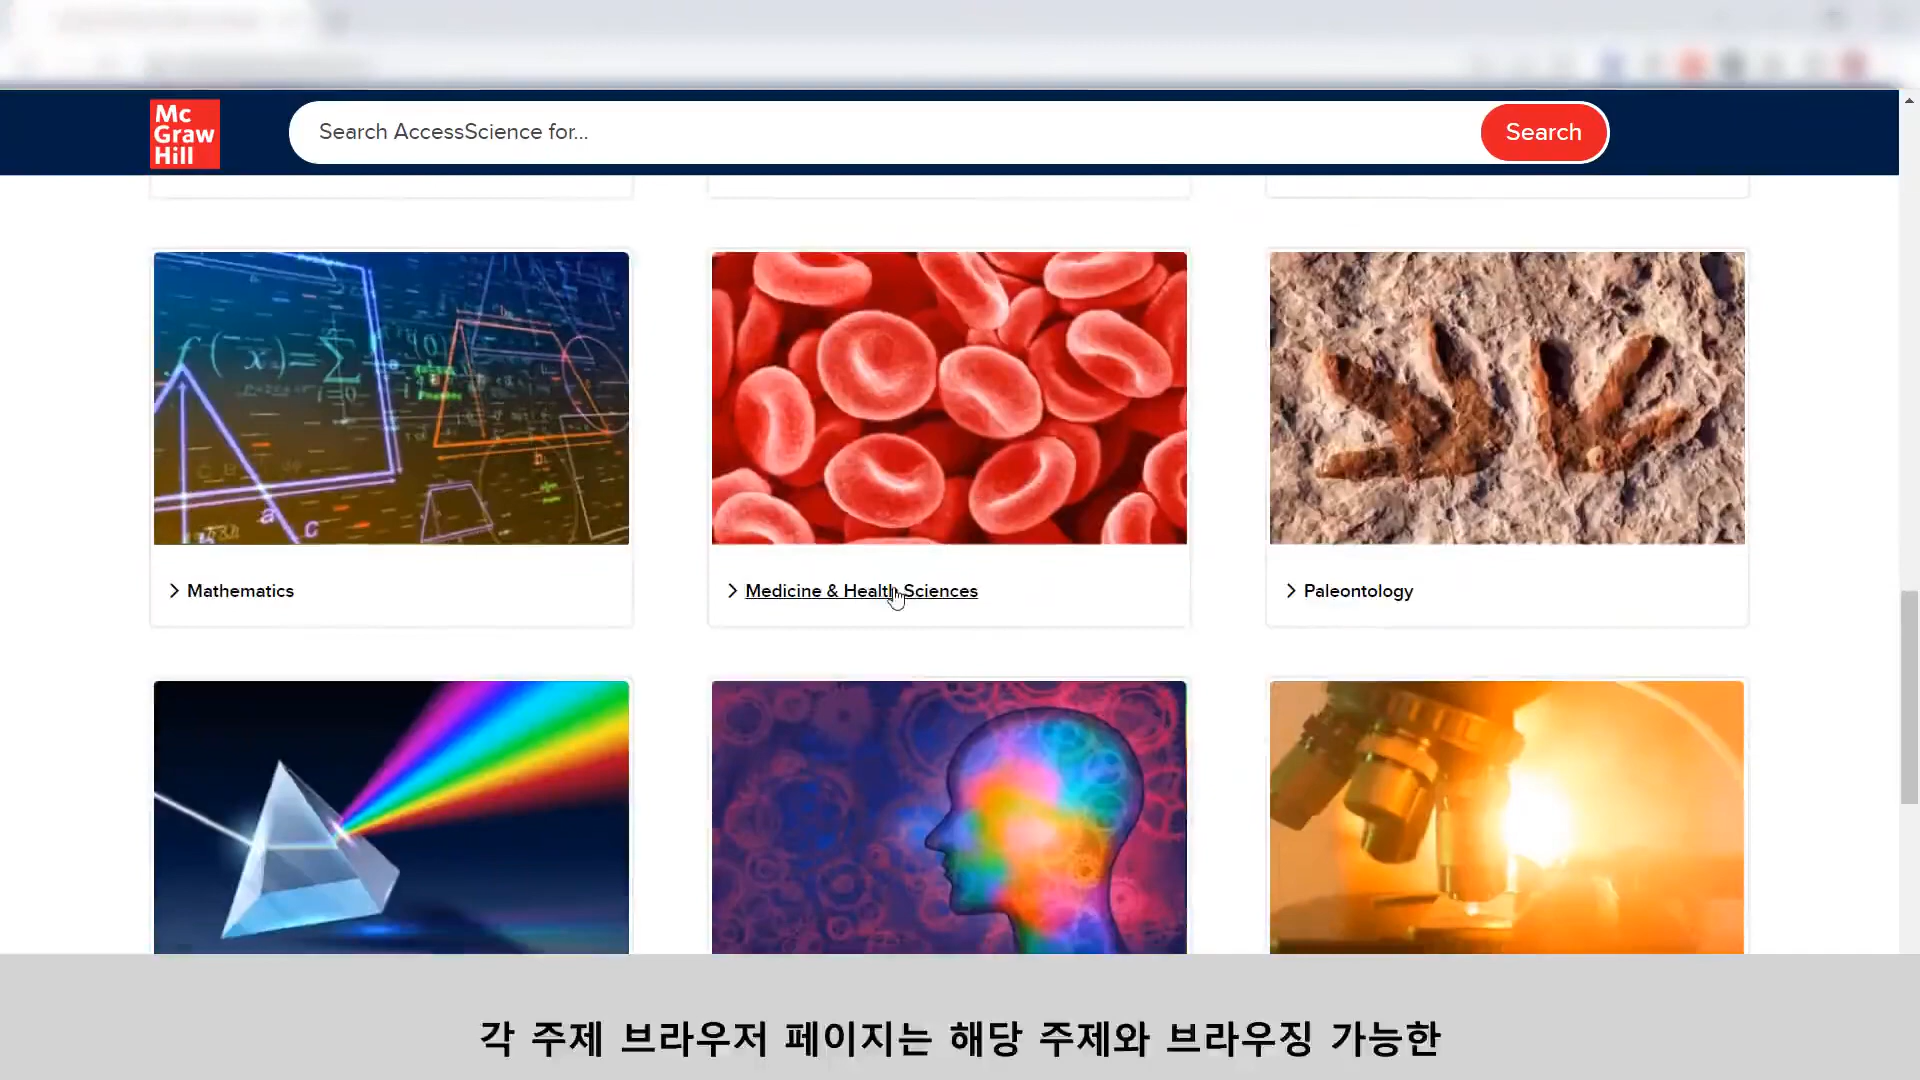 Mc
Graw
Hill
Search AccessScience for...
Search
f(x)=∑
i=0
a
c
b
Mathematics
Medicine & Health Sciences
Paleontology
각 주제 브라우저 페이지는 해당 주제와 브라우징 가능한